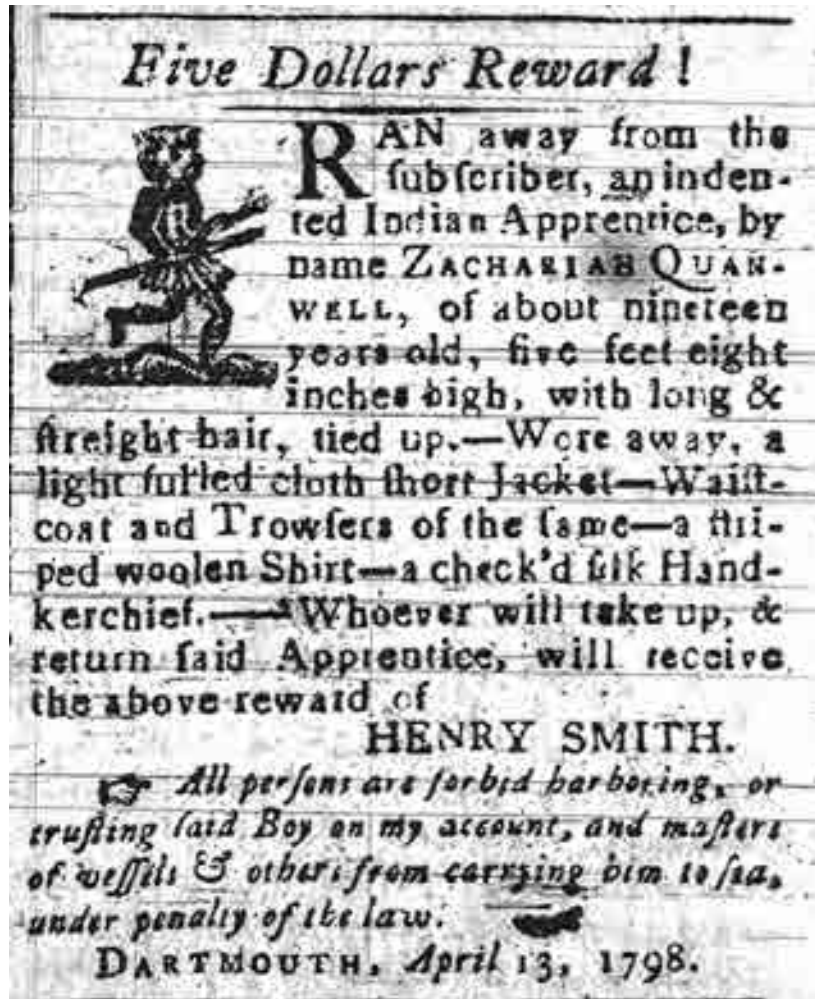 Five Dollars Reward!
RAN away from the
ſubſcriber, an inden-
ted Indian Apprentice, by
name ZACHARIAH QUAN-
WELL, of about nineteen
years old, five feet eight
inches high, with long &
ſtreight hair, tied up.—Wore away, a
light fulled cloth ſhort Jacket—Waiſt-
coat and Trowſers of the ſame—a ſtri-
ped woolen Shirt—a check'd ſilk Hand-
kerchief.—Whoever will take up, &
return ſaid Apprentice, will receive
the above reward of
HENRY SMITH.
☞ All perſons are forbid harboring, or
truſting ſaid Boy on my account, and maſters
of veſſels & others from carrying him to ſea,
under penalty of the law.
DARTMOUTH, April 13, 1798.